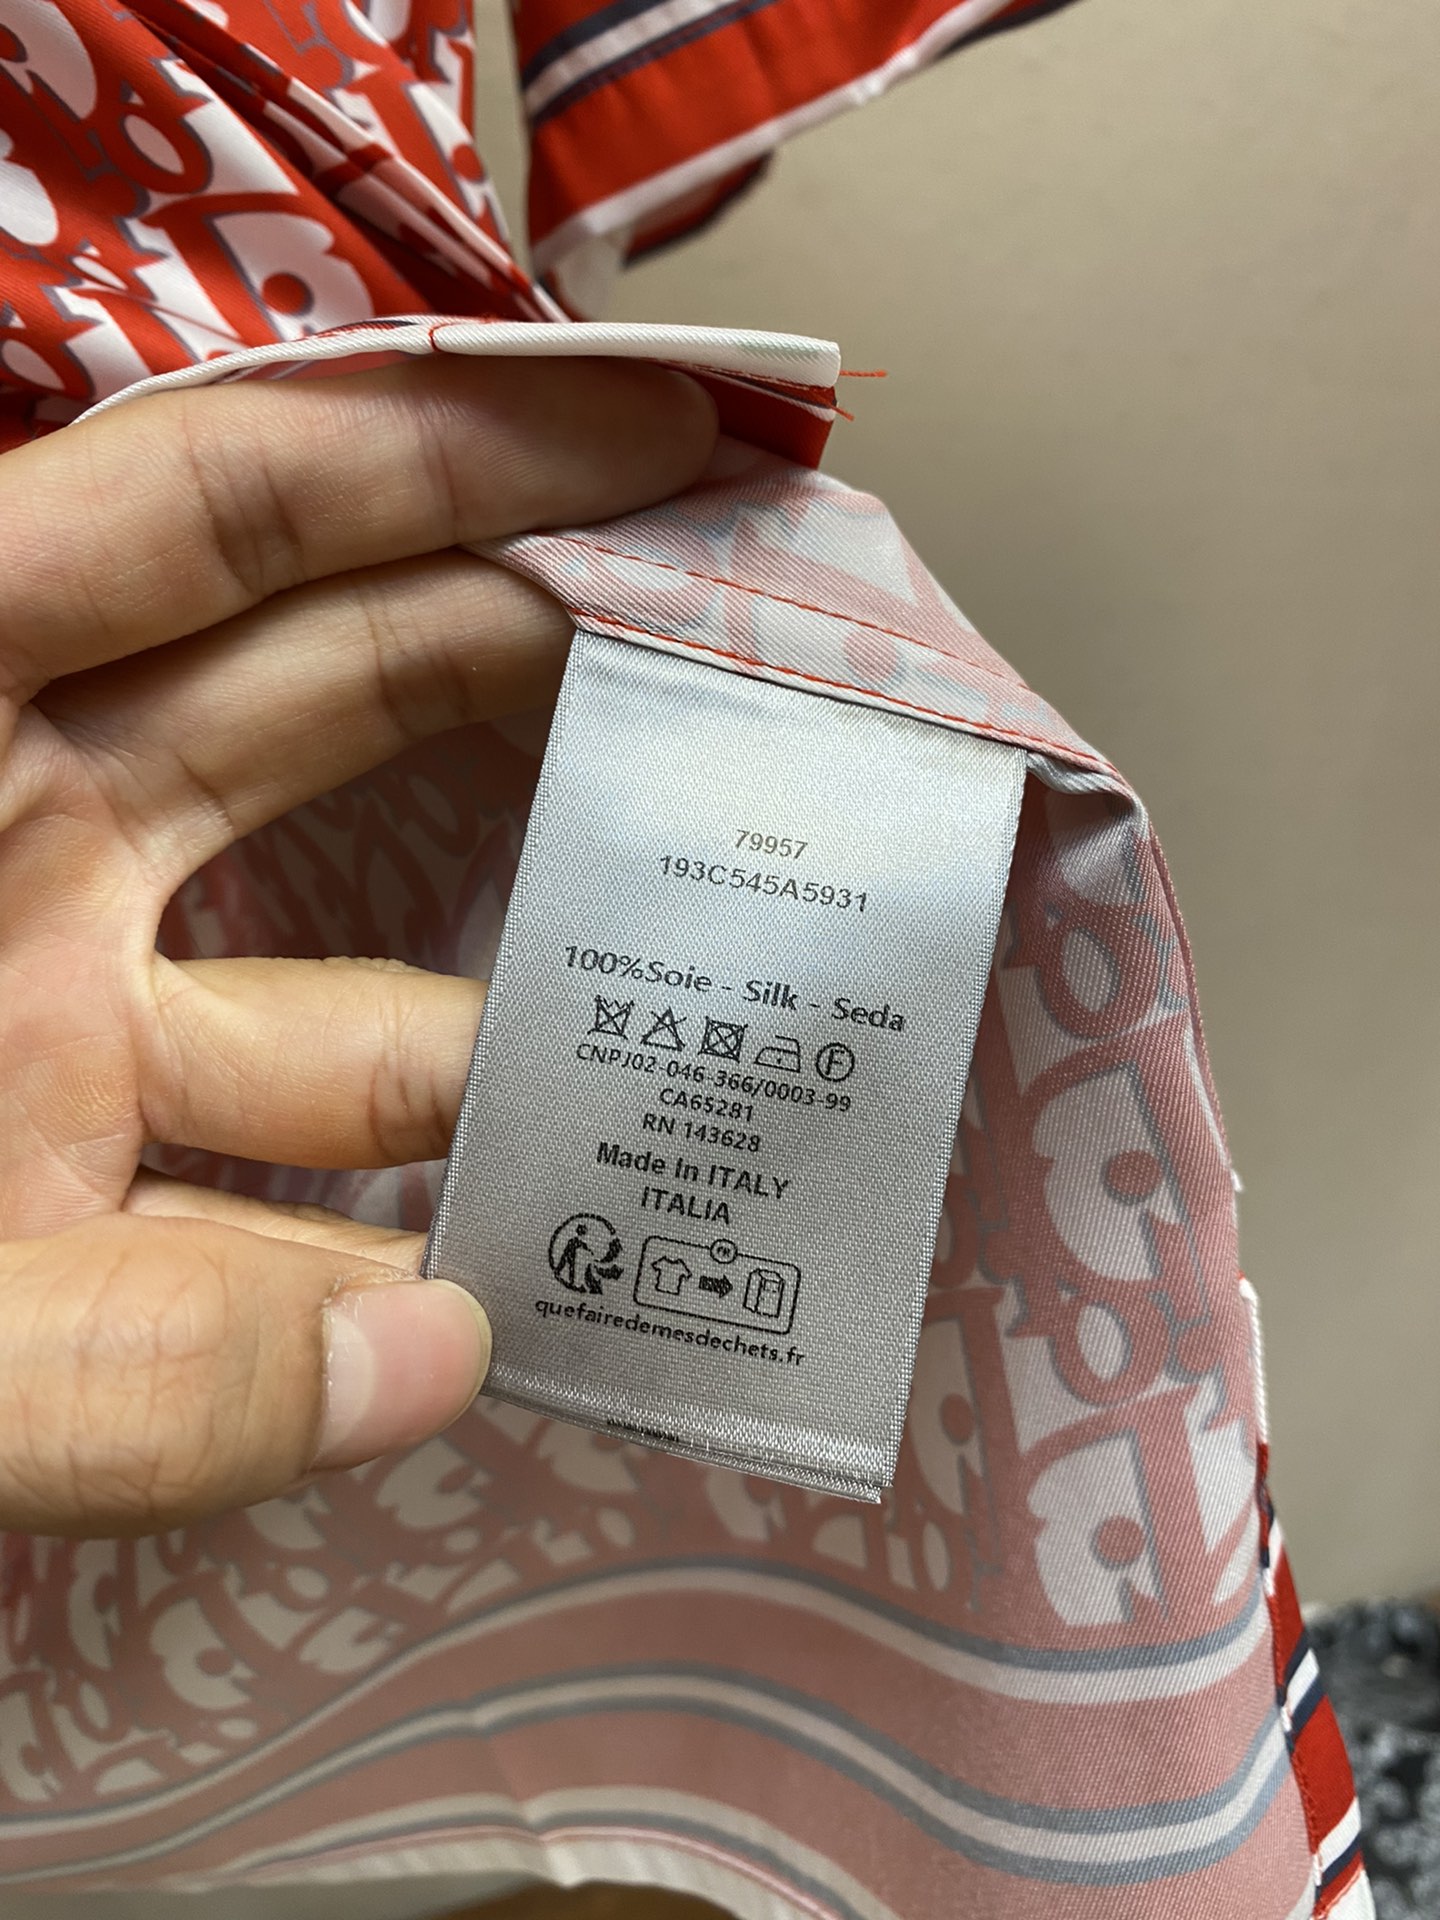 79957
193C545A5931
100%Soie - Silk - Seda
F
CNPJ02-046-366/0003-99
CA65281
RN 143628
Made In ITALY
ITALIA
FR
quefairedemesdechets.fr